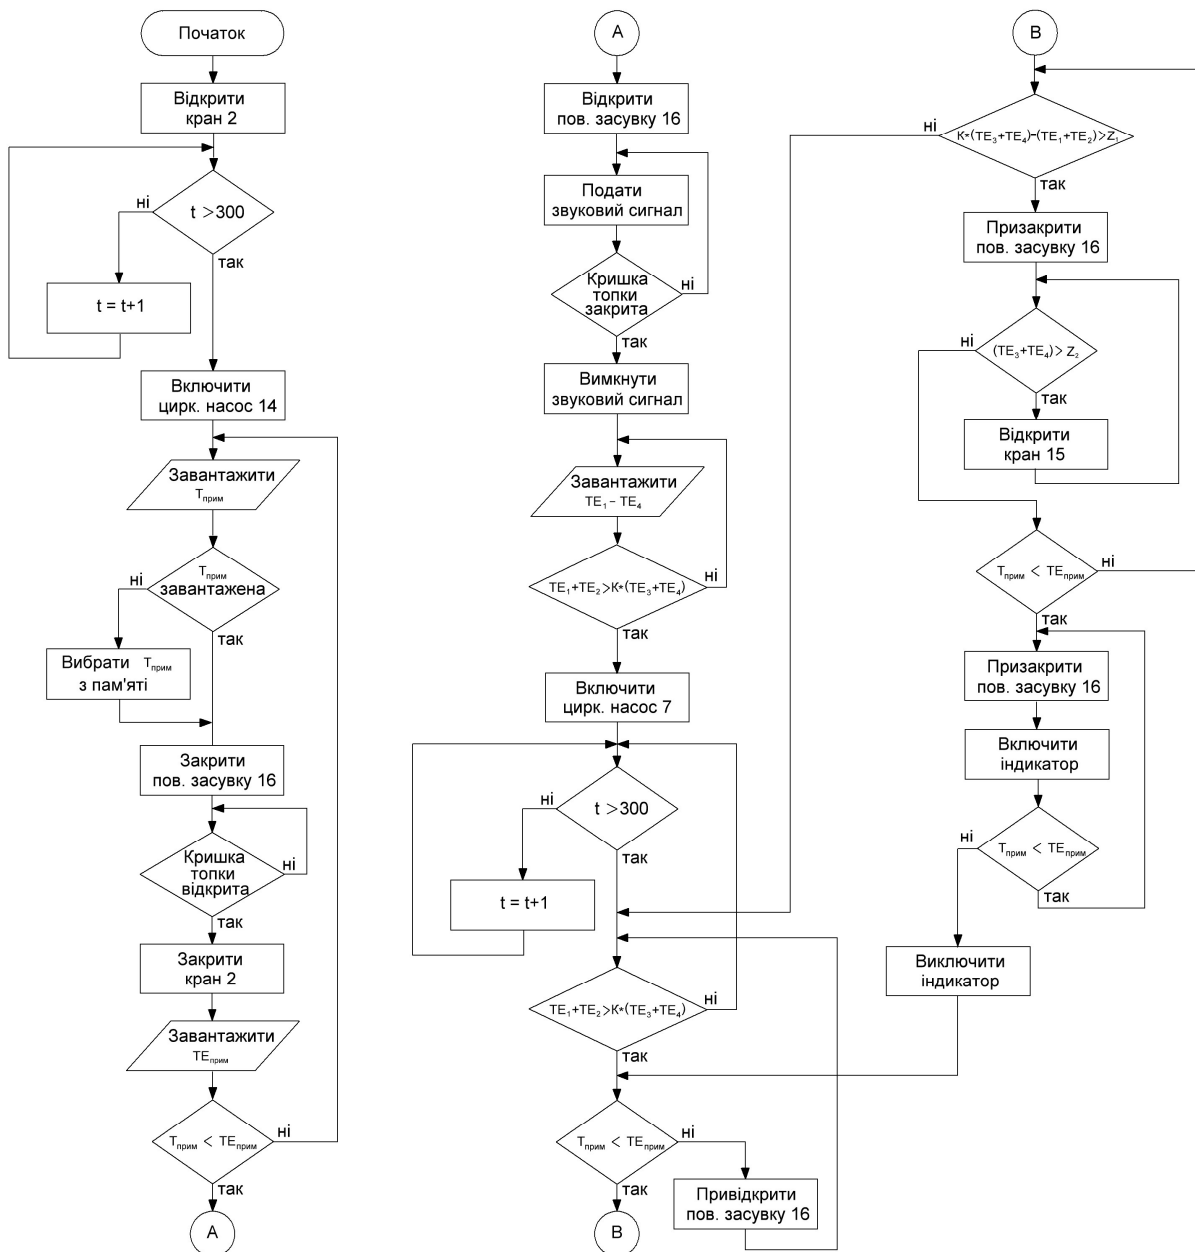 Початок
Відкрити
кран 2
t >300
ні
так
t = t+1
Включити
цирк. насос 14
Завантажити
Tприм
Tприм
завантажена
ні
так
Вибрати Tприм
з пам'яті
Закрити
пов. засувку 16
Кришка
топки
відкрита
ні
так
Закрити
кран 2
Завантажити
TEприм
Tприм < TEприм
ні
так
A
A
Відкрити
пов. засувку 16
Подати
звуковий сигнал
Кришка
топки
закрита
ні
так
Вимкнути
звуковий сигнал
Завантажити
TE₁ – TE₄
TE₁+TE₂>K*(TE₃+TE₄)
ні
так
Включити
цирк. насос 7
t >300
ні
так
t = t+1
TE₁+TE₂>K*(TE₃+TE₄)
ні
так
Tприм < TEприм
ні
так
Привідкрити
пов. засувку 16
B
B
K*(TE₃+TE₄)–(TE₁+TE₂)>Z₁
ні
так
Призакрити
пов. засувку 16
(TE₃+TE₄)> Z₂
ні
так
Відкрити
кран 15
Tприм < TEприм
ні
так
Призакрити
пов. засувку 16
Включити
індикатор
Tприм < TEприм
ні
так
Виключити
індикатор